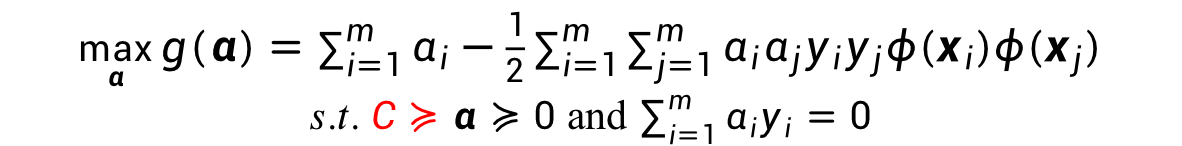 max_𝒂 g(𝒂) = ∑_{i=1}^{m} a_i − 1/2 ∑_{i=1}^{m} ∑_{j=1}^{m} a_i a_j y_i y_j ϕ(𝒙_i)ϕ(𝒙_j)
s.t. C ≽ 𝒂 ≽ 0 and ∑_{i=1}^{m} a_i y_i = 0